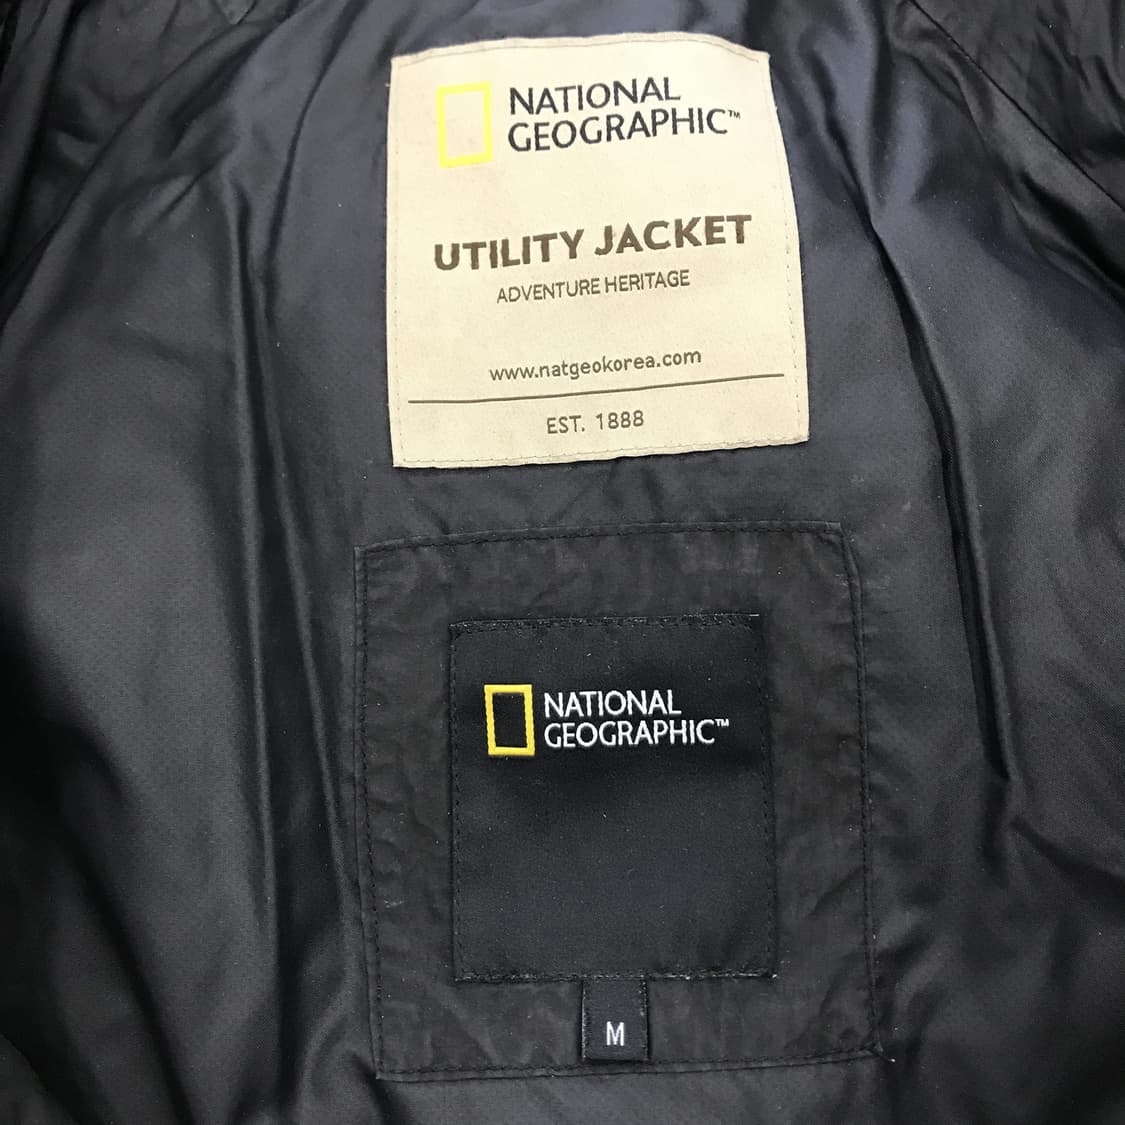 NATIONAL
GEOGRAPHIC™
UTILITY JACKET
ADVENTURE HERITAGE
www.natgeokorea.com
EST. 1888
NATIONAL
GEOGRAPHIC™
M